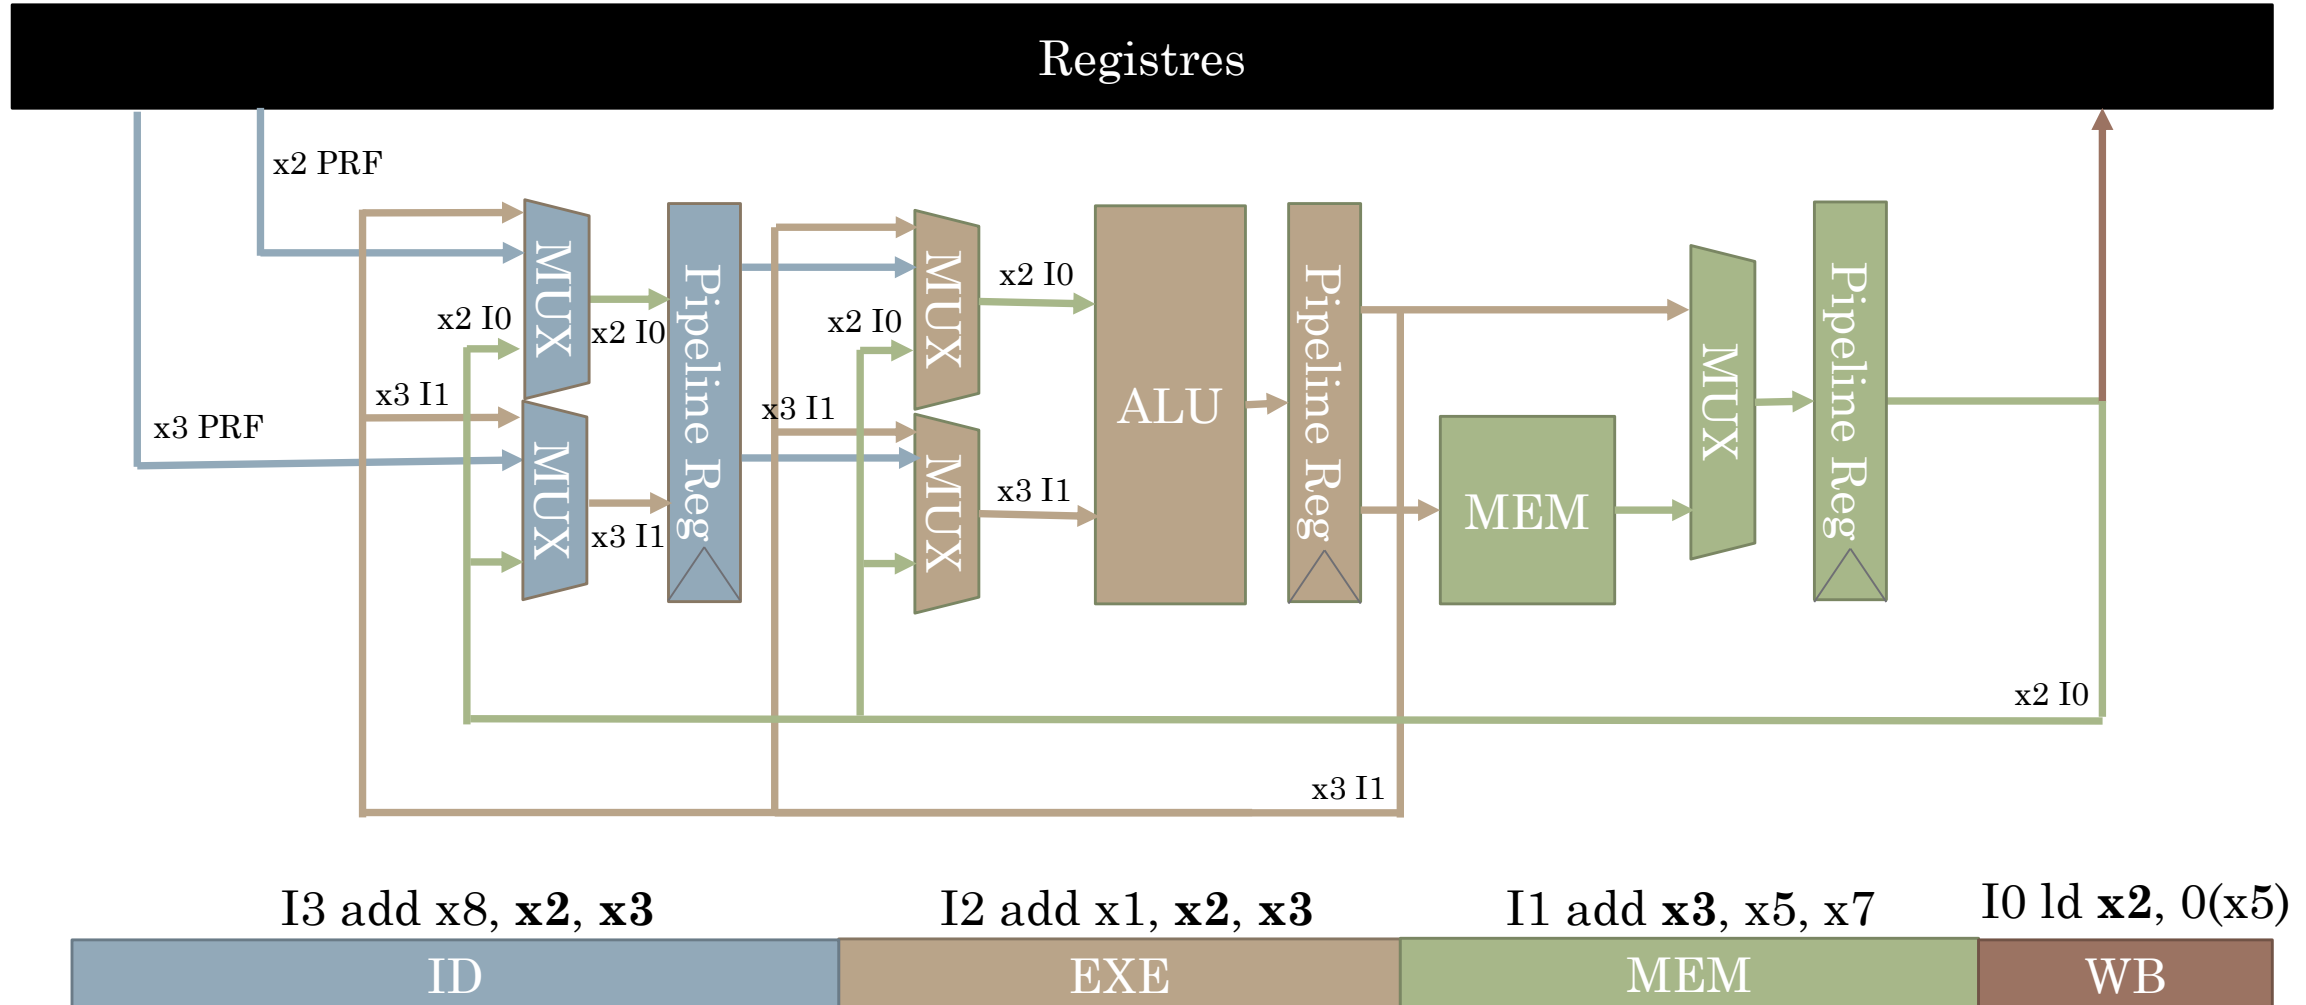 Registres
x2 PRF
x3 PRF
x2 I0
x3 I1
MUX
MUX
x2 I0
x3 I1
Pipeline Reg
x2 I0
x3 I1
MUX
MUX
x2 I0
x3 I1
ALU
Pipeline Reg
MEM
MUX
Pipeline Reg
x2 I0
x3 I1
I3 add x8, x2, x3
I2 add x1, x2, x3
I1 add x3, x5, x7
I0 ld x2, 0(x5)
ID
EXE
MEM
WB